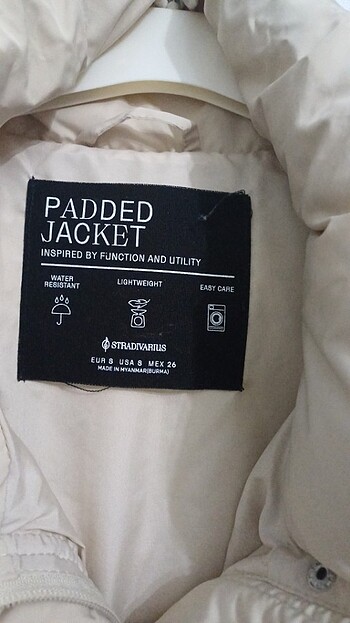 PADDED
JACKET
INSPIRED BY FUNCTION AND UTILITY
WATER
RESISTANT
LIGHTWEIGHT
EASY CARE
STRADIVARIUS
EUR S USA S MEX 26
MADE IN MYANMAR(BURMA)